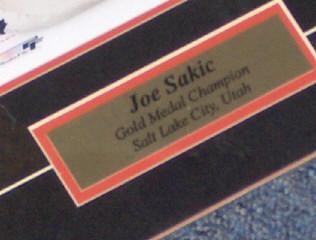 Joe Sakic
Gold Medal Champion
Salt Lake City, Utah